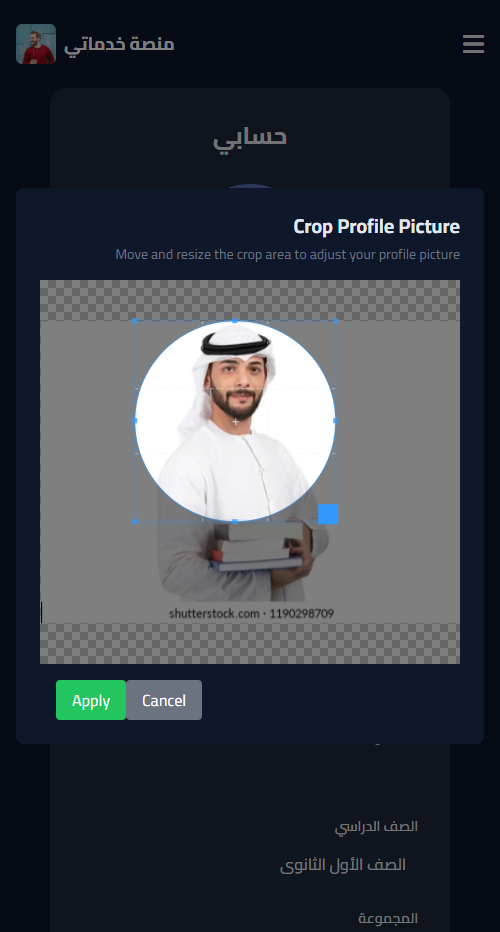 منصة خدماتي
حسابي
Crop Profile Picture
Move and resize the crop area to adjust your profile picture
shutterstock.com · 1190298709
Apply
Cancel
الصف الدراسي
الصف الأول الثانوى
المجموعة